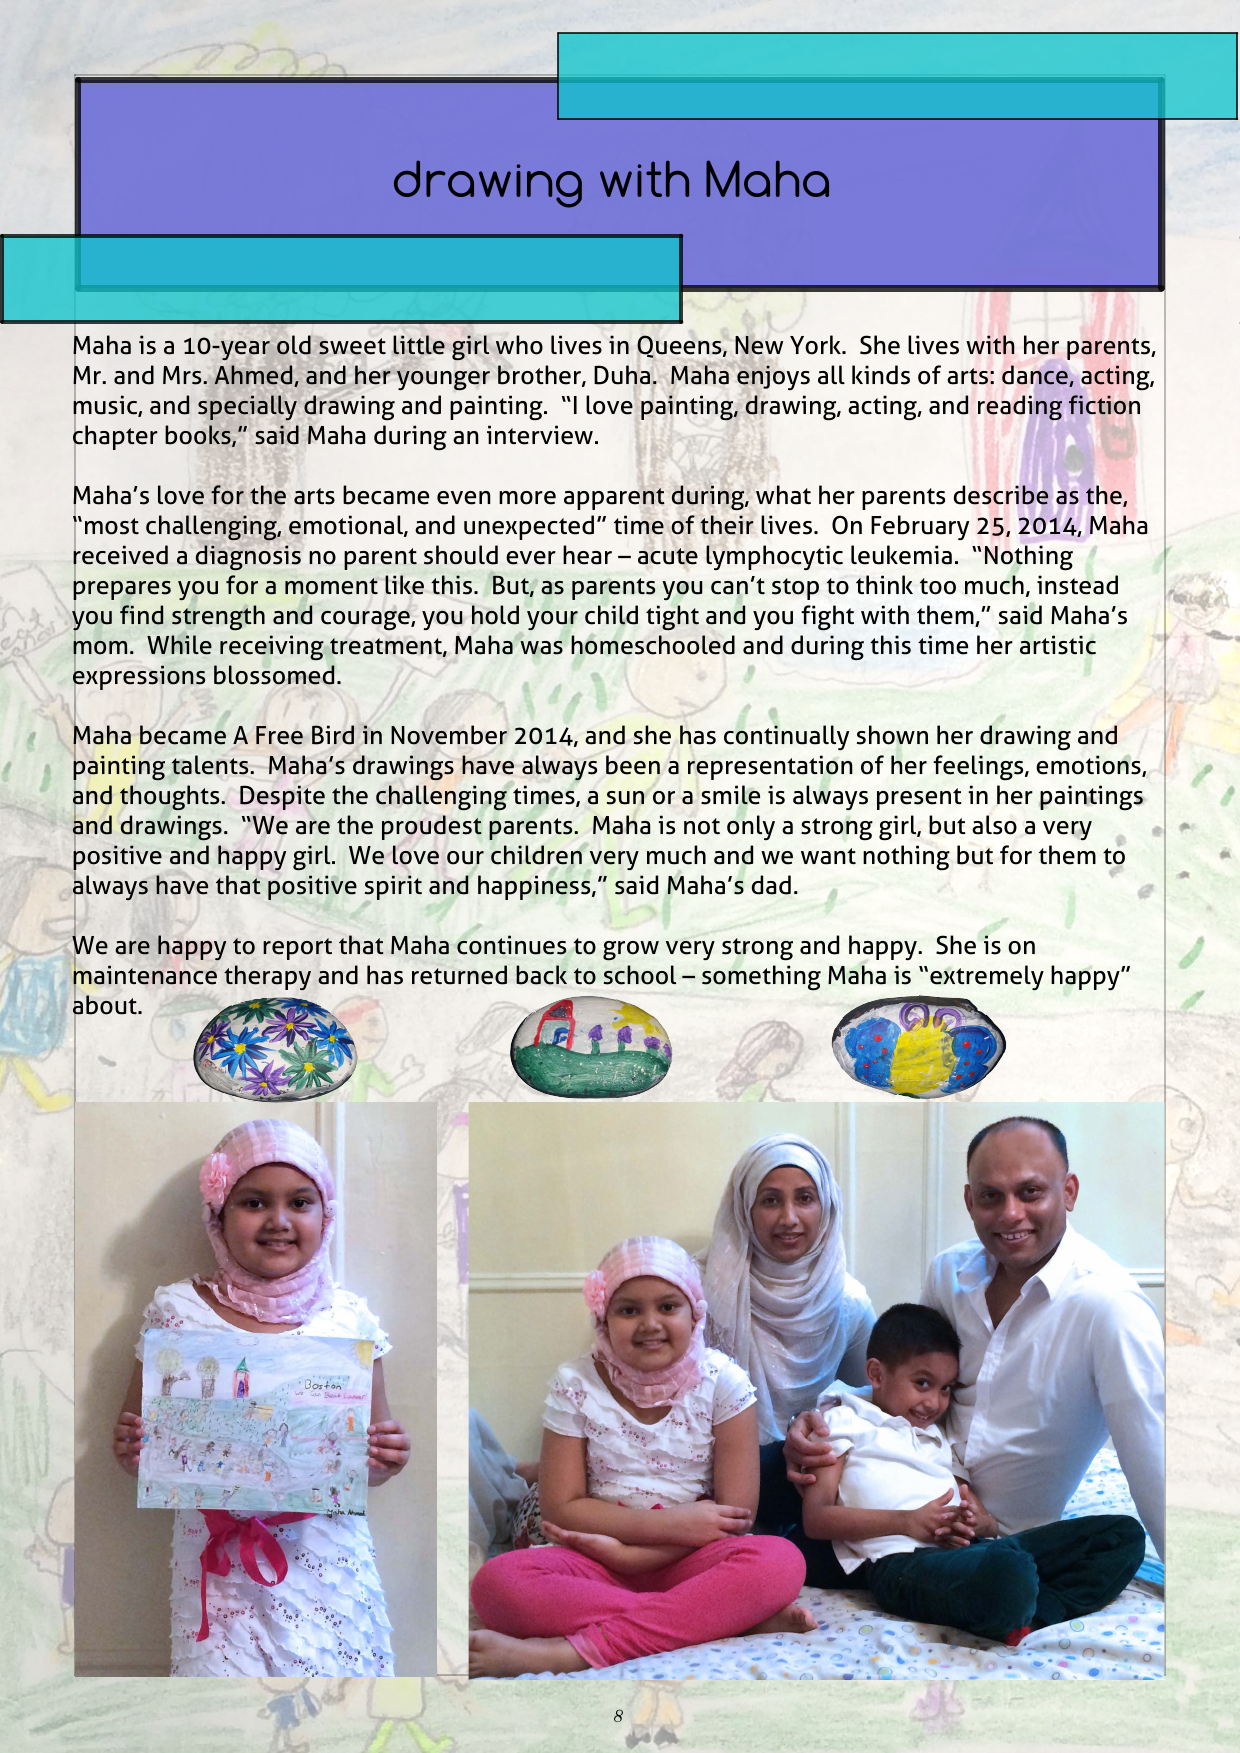 drawing with Maha
Maha is a 10-year old sweet little girl who lives in Queens, New York.  She lives with her parents,
Mr. and Mrs. Ahmed, and her younger brother, Duha.  Maha enjoys all kinds of arts: dance, acting,
music, and specially drawing and painting.  “I love painting, drawing, acting, and reading fiction
chapter books,” said Maha during an interview.
Maha’s love for the arts became even more apparent during, what her parents describe as the,
“most challenging, emotional, and unexpected” time of their lives.  On February 25, 2014, Maha
received a diagnosis no parent should ever hear – acute lymphocytic leukemia.  “Nothing
prepares you for a moment like this.  But, as parents you can’t stop to think too much, instead
you find strength and courage, you hold your child tight and you fight with them,” said Maha’s
mom.  While receiving treatment, Maha was homeschooled and during this time her artistic
expressions blossomed.
Maha became A Free Bird in November 2014, and she has continually shown her drawing and
painting talents.  Maha’s drawings have always been a representation of her feelings, emotions,
and thoughts.  Despite the challenging times, a sun or a smile is always present in her paintings
and drawings.  “We are the proudest parents.  Maha is not only a strong girl, but also a very
positive and happy girl.  We love our children very much and we want nothing but for them to
always have that positive spirit and happiness,” said Maha’s dad.
We are happy to report that Maha continues to grow very strong and happy.  She is on
maintenance therapy and has returned back to school – something Maha is “extremely happy”
about.
Boston
We Can Beat Cancer
Maha Ahmed
8